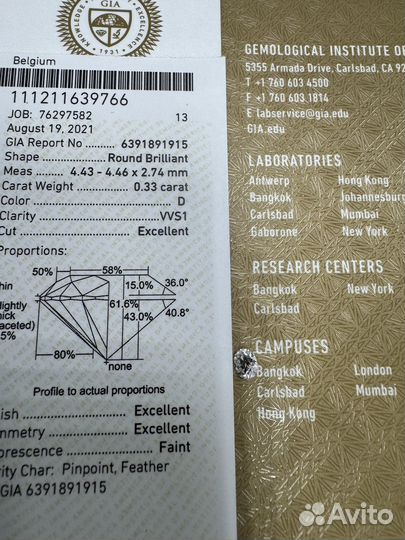 GIA
1931
Belgium
111211639766
JOB: 76297582 13
August 19, 2021
GIA Report No 6391891915
Shape Round Brilliant
Meas 4.43 - 4.46 x 2.74 mm
Carat Weight 0.33 carat
Color D
Clarity VVS1
Cut Excellent
Proportions:
50% 58%
15.0% 36.0°
61.6%
43.0% 40.8°
5%
80%
none
Profile to actual proportions
Excellent
Excellent
Faint
Char: Pinpoint, Feather
GIA 6391891915
GEMOLOGICAL INSTITUTE OF
5355 Armada Drive, Carlsbad, CA 92
T +1 760 603 4500
F +1 760 603 1814
E labservice@gia.edu
GIA.edu
LABORATORIES
Antwerp Hong Kong
Bangkok Johannesburg
Carlsbad Mumbai
Gaborone New York
RESEARCH CENTERS
Bangkok New York
Carlsbad
CAMPUSES
Bangkok London
Carlsbad Mumbai
Hong Kong
Avito